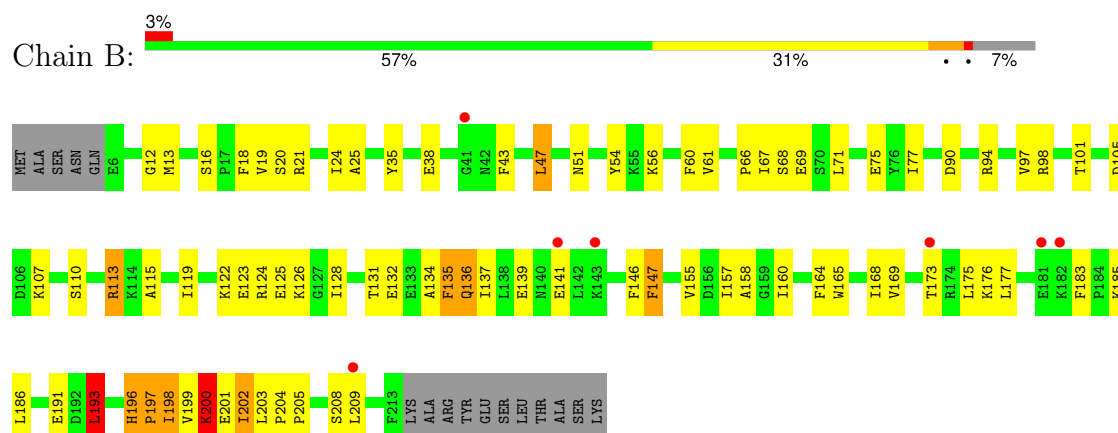 3%
Chain B:
57% 31% • • 7%
MET ALA SER ASN GLN E6 G12 M13 S16 P17 F18 V19 S20 R21 I24 A25 Y35 E38 G41 N42 F43 L47 N51 Y54 K55 K56 F60 V61 P66 I67 S68 E69 S70 L71 E75 Y76 I77 D90 R94 V97 R98 T101 D105
D106 K107 S110 R113 K114 A115 I119 K122 E123 R124 E125 K126 G127 I128 T131 E132 E133 A134 F135 Q136 I137 L138 E139 N140 E141 L142 K143 F146 F147 V155 D156 I157 A158 G159 I160 F164 W165 I168 V169 T173 R174 L175 K176 L177 E181 K182 F183 P184 K185
L186 E191 D192 L193 H196 P197 I198 V199 K200 E201 I202 L203 P204 P205 S208 L209 F213 LYS ALA ARG TYR GLU SER LEU THR ALA SER LYS